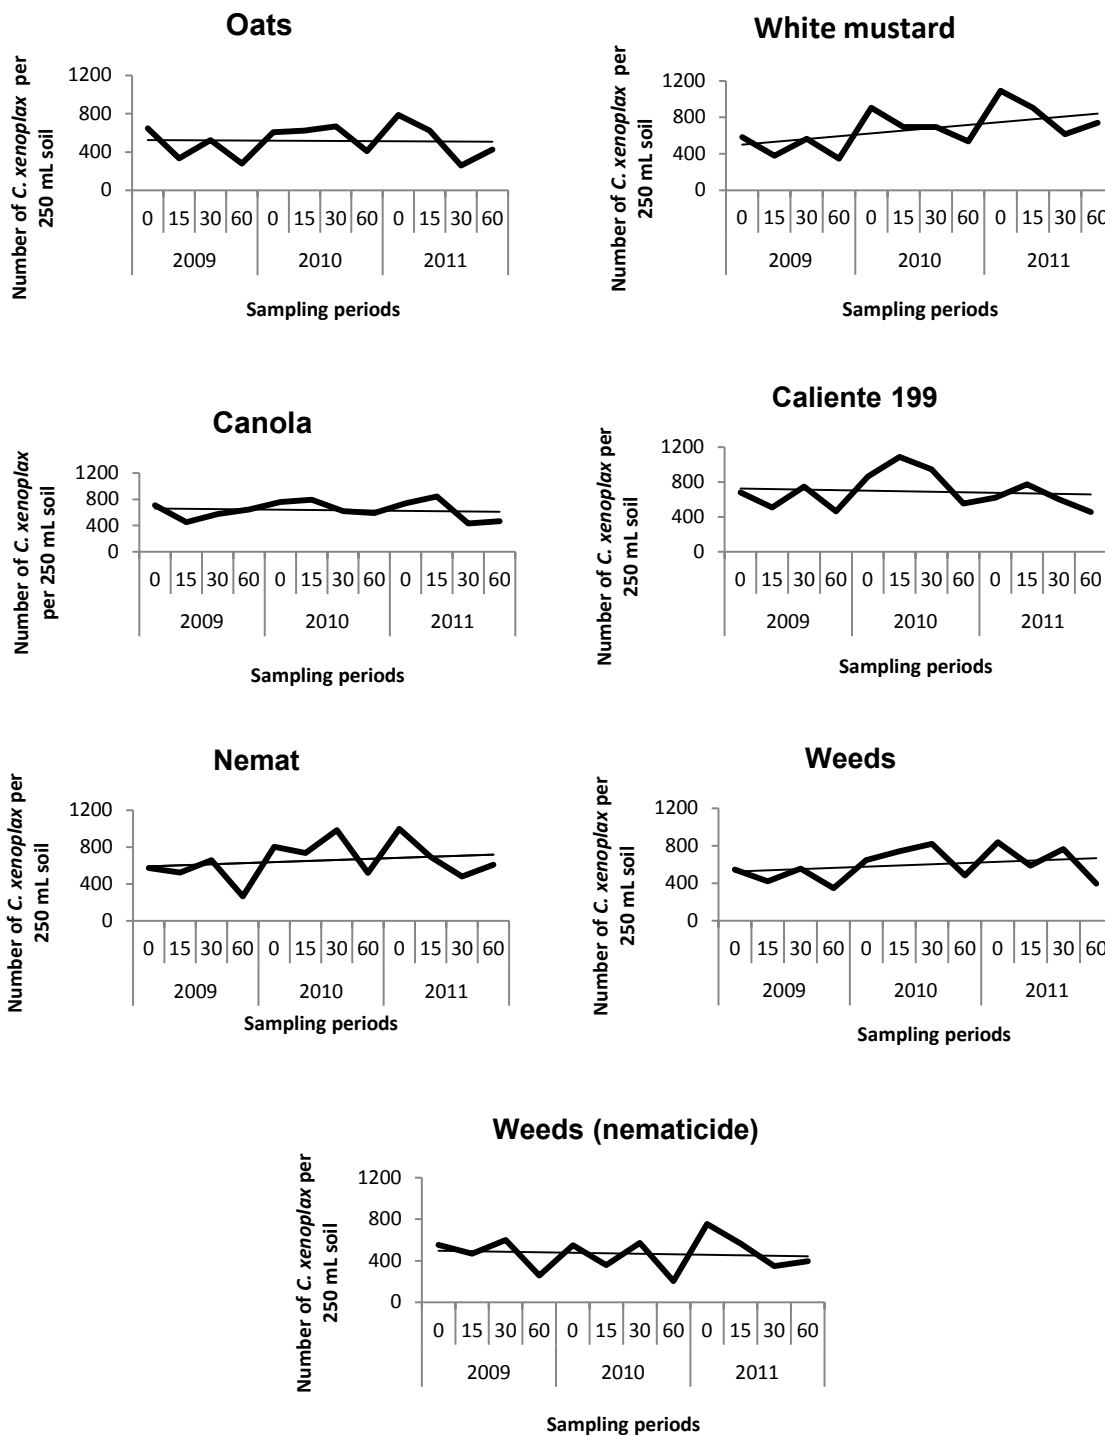 Oats
Number of C. xenoplax per
250 mL soil
1200
800
400
0
0 15 30 60 0 15 30 60 0 15 30 60
2009 2010 2011
Sampling periods
White mustard
Number of C. xenoplax per
250 mL soil
1200
800
400
0
0 15 30 60 0 15 30 60 0 15 30 60
2009 2010 2011
Sampling periods
Canola
Number of C. xenoplax
per 250 mL soil
1200
800
400
0
0 15 30 60 0 15 30 60 0 15 30 60
2009 2010 2011
Sampling periods
Caliente 199
Number of C. xenoplax per
250 mL soil
1200
800
400
0
0 15 30 60 0 15 30 60 0 15 30 60
2009 2010 2011
Sampling periods
Nemat
Number of C. xenoplax per
250 mL soil
1200
800
400
0
0 15 30 60 0 15 30 60 0 15 30 60
2009 2010 2011
Sampling periods
Weeds
Number of C. xenoplax per
250 mL soil
1200
800
400
0
0 15 30 60 0 15 30 60 0 15 30 60
2009 2010 2011
Sampling periods
Weeds (nematicide)
Number of C. xenoplax per
250 mL soil
1200
800
400
0
0 15 30 60 0 15 30 60 0 15 30 60
2009 2010 2011
Sampling periods